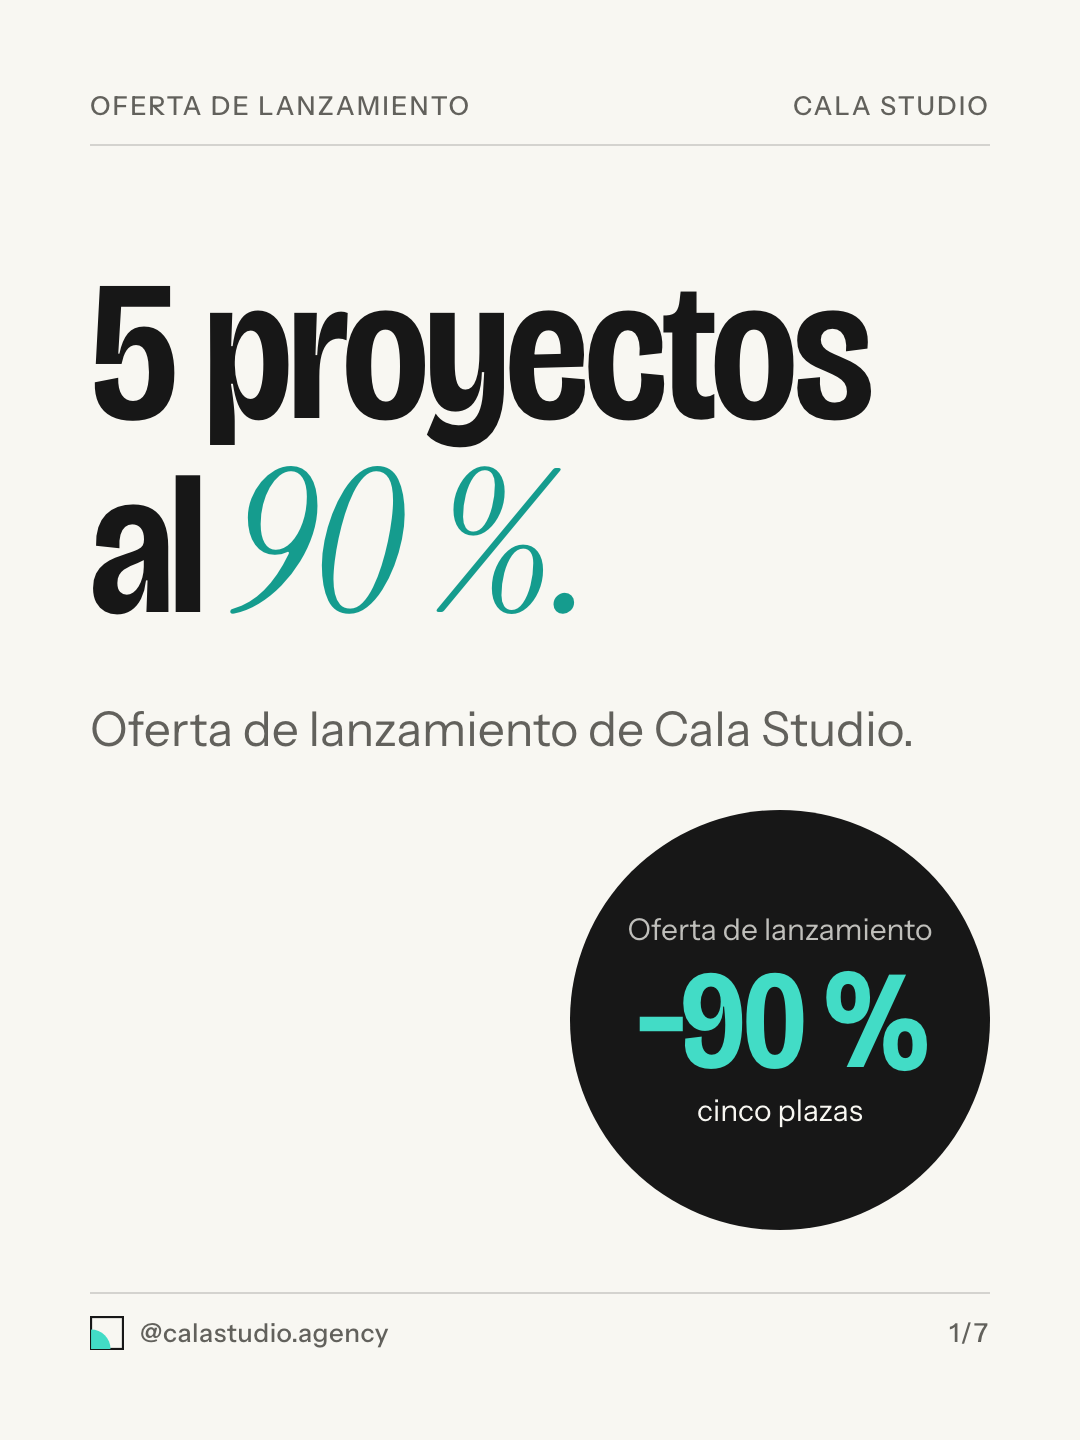 OFERTA DE LANZAMIENTO
CALA STUDIO
5 proyectos
al 90 %.
Oferta de lanzamiento de Cala Studio.
Oferta de lanzamiento
–90 %
cinco plazas
@calastudio.agency
1/7